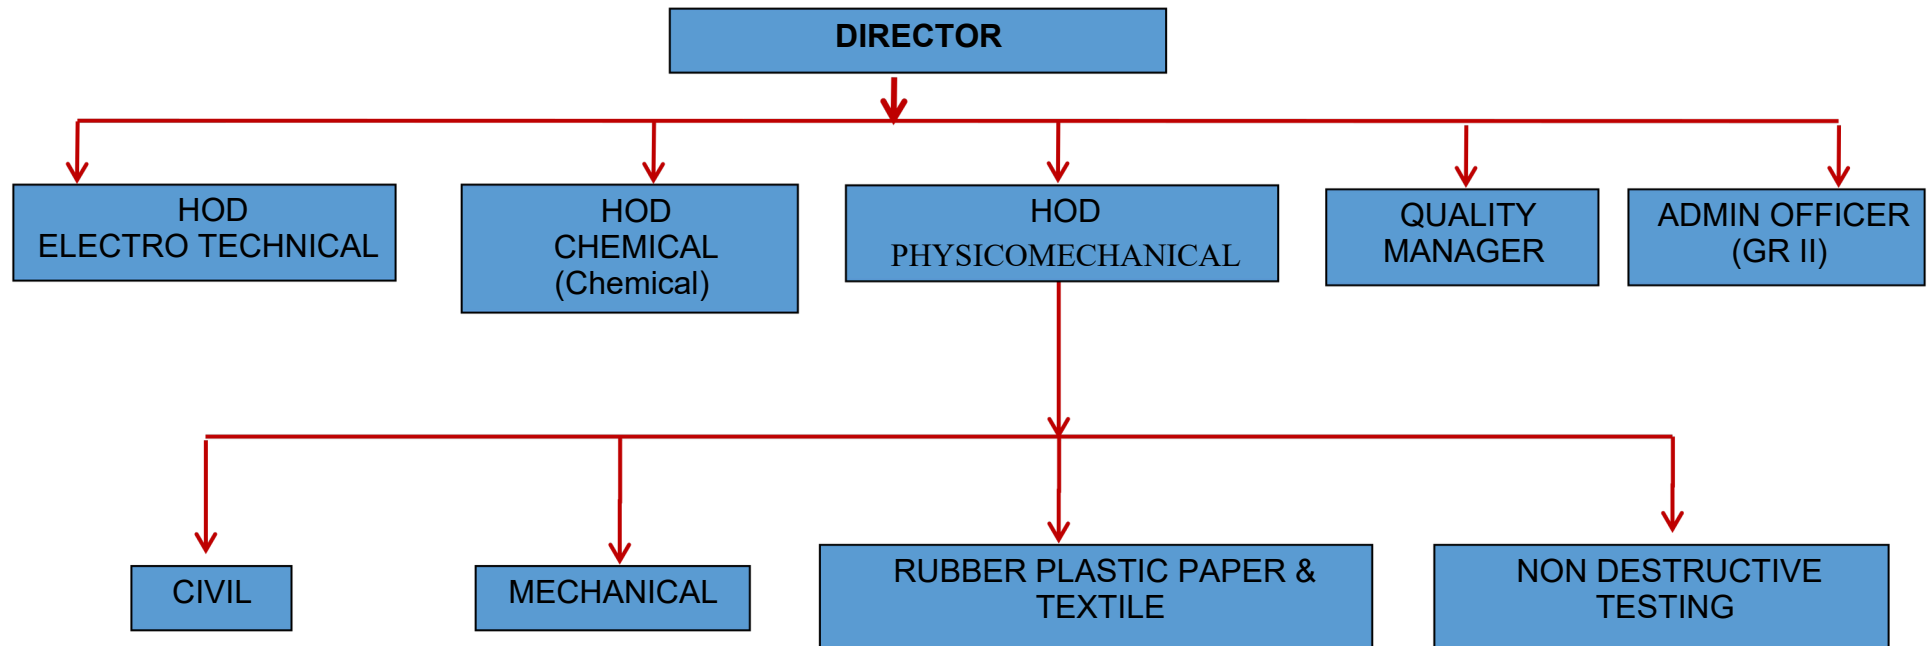 DIRECTOR
HOD
ELECTRO TECHNICAL
HOD
CHEMICAL
(Chemical)
HOD
PHYSICOMECHANICAL
QUALITY
MANAGER
ADMIN OFFICER
(GR II)
CIVIL
MECHANICAL
RUBBER PLASTIC PAPER &
TEXTILE
NON DESTRUCTIVE
TESTING